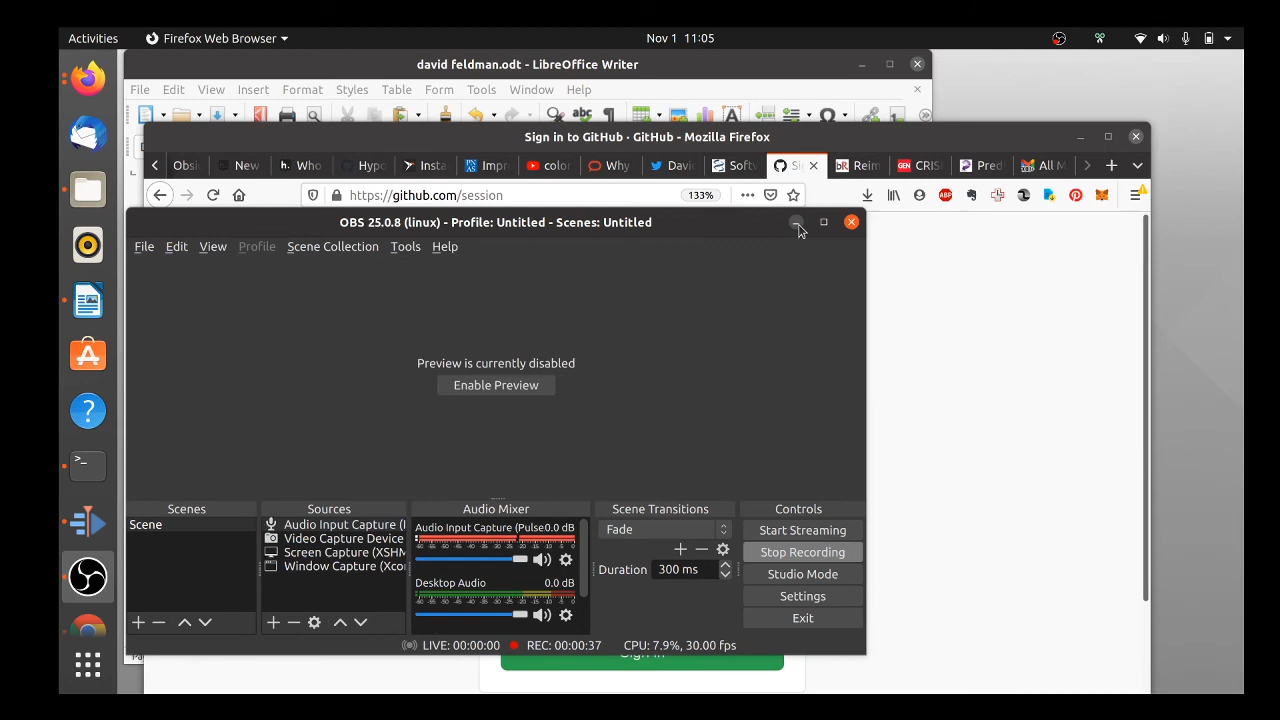 Activities
Firefox Web Browser
Nov 1 11:05
david feldman.odt - LibreOffice Writer
File Edit View Insert Format Styles Table Form Tools Window Help
Sign in to GitHub · GitHub - Mozilla Firefox
Obsi New Who Hypo Insta Impr color Why Davi Soft Si Reim CRIS Pred All M
https://github.com/session
133%
OBS 25.0.8 (linux) - Profile: Untitled - Scenes: Untitled
File Edit View Profile Scene Collection Tools Help
Preview is currently disabled
Enable Preview
Scenes
Scene
Sources
Audio Input Capture (
Video Capture Device
Screen Capture (XSHM
Window Capture (Xco
Audio Mixer
Audio Input Capture (Pulse 0.0 dB
Desktop Audio 0.0 dB
Scene Transitions
Fade
Duration 300 ms
Controls
Start Streaming
Stop Recording
Studio Mode
Settings
Exit
LIVE: 00:00:00 REC: 00:00:37 CPU: 7.9%, 30.00 fps